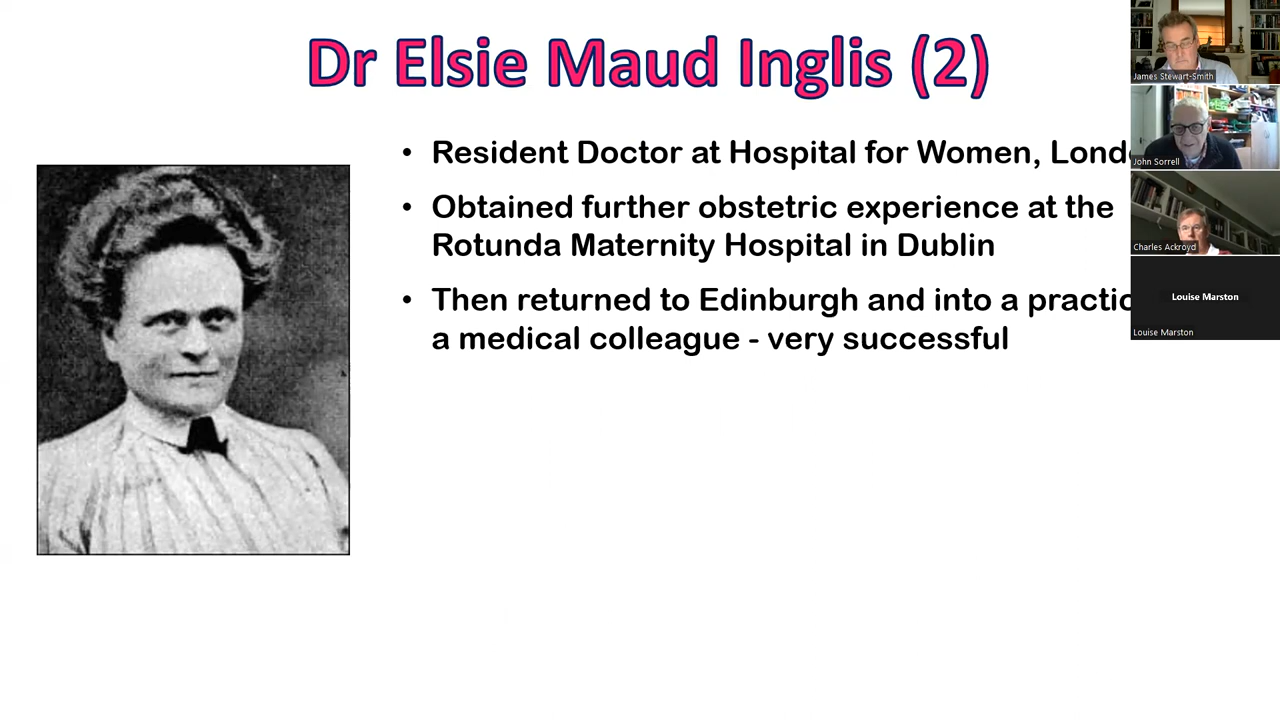 Dr Elsie Maud Inglis (2)
• Resident Doctor at Hospital for Women,
• Obtained further obstetric experience at the
Rotunda Maternity Hospital in Dublin
• Then returned to Edinburgh and into a
a medical colleague - very successful
James Stewart-Smith
John Sorrell
Charles Ackroyd
Louise Marston
Louise Marston